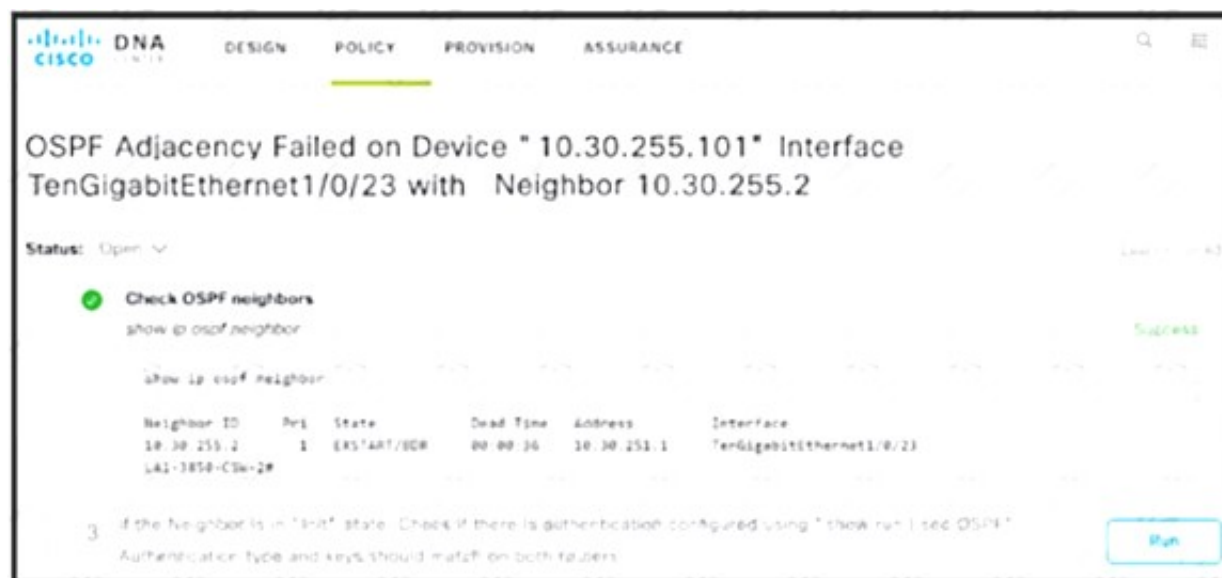 CISCO DNA CENTER DESIGN POLICY PROVISION ASSURANCE
OSPF Adjacency Failed on Device "10.30.255.101" Interface
TenGigabitEthernet1/0/23 with Neighbor 10.30.255.2
Status: Open
Check OSPF neighbors
show ip ospf neighbor
Success
show ip ospf neighbor
Neighbor ID Pri State Dead Time Address Interface
10.30.255.2 1 EXSTART/BDR 00:00:36 10.30.251.1 TenGigabitEthernet1/0/23
LA1-3850-CSW-2#
3 If the Neighbor is in "Init" state. Check if there is authentication configured using "show run | sec OSPF"
Authentication type and keys should match on both routers
Run